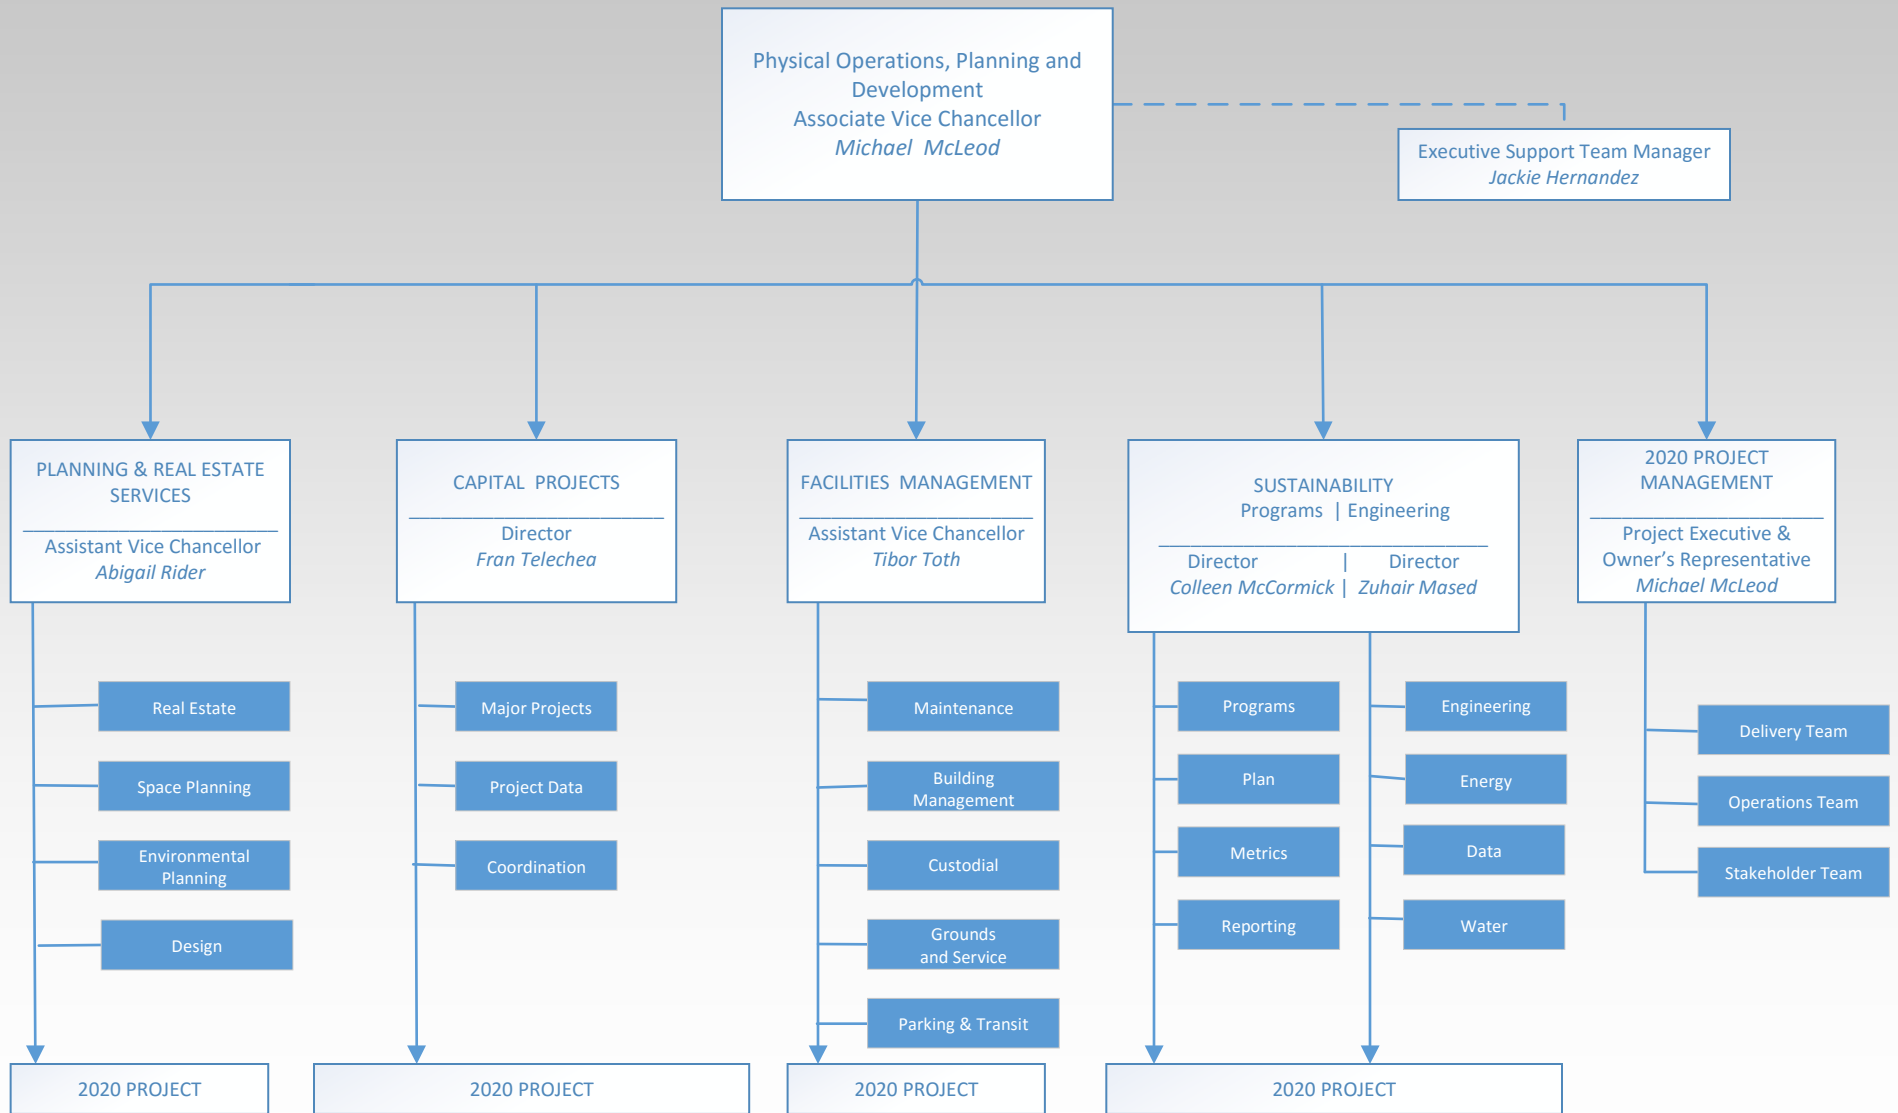 Physical Operations, Planning and
Development
Associate Vice Chancellor
Michael McLeod
Executive Support Team Manager
Jackie Hernandez
PLANNING & REAL ESTATE
SERVICES
Assistant Vice Chancellor
Abigail Rider
Real Estate
Space Planning
Environmental
Planning
Design
2020 PROJECT
CAPITAL PROJECTS
Director
Fran Telechea
Major Projects
Project Data
Coordination
2020 PROJECT
FACILITIES MANAGEMENT
Assistant Vice Chancellor
Tibor Toth
Maintenance
Building
Management
Custodial
Grounds
and Service
Parking & Transit
2020 PROJECT
SUSTAINABILITY
Programs | Engineering
Director | Director
Colleen McCormick | Zuhair Mased
Programs
Plan
Metrics
Reporting
Engineering
Energy
Data
Water
2020 PROJECT
2020 PROJECT
MANAGEMENT
Project Executive &
Owner’s Representative
Michael McLeod
Delivery Team
Operations Team
Stakeholder Team